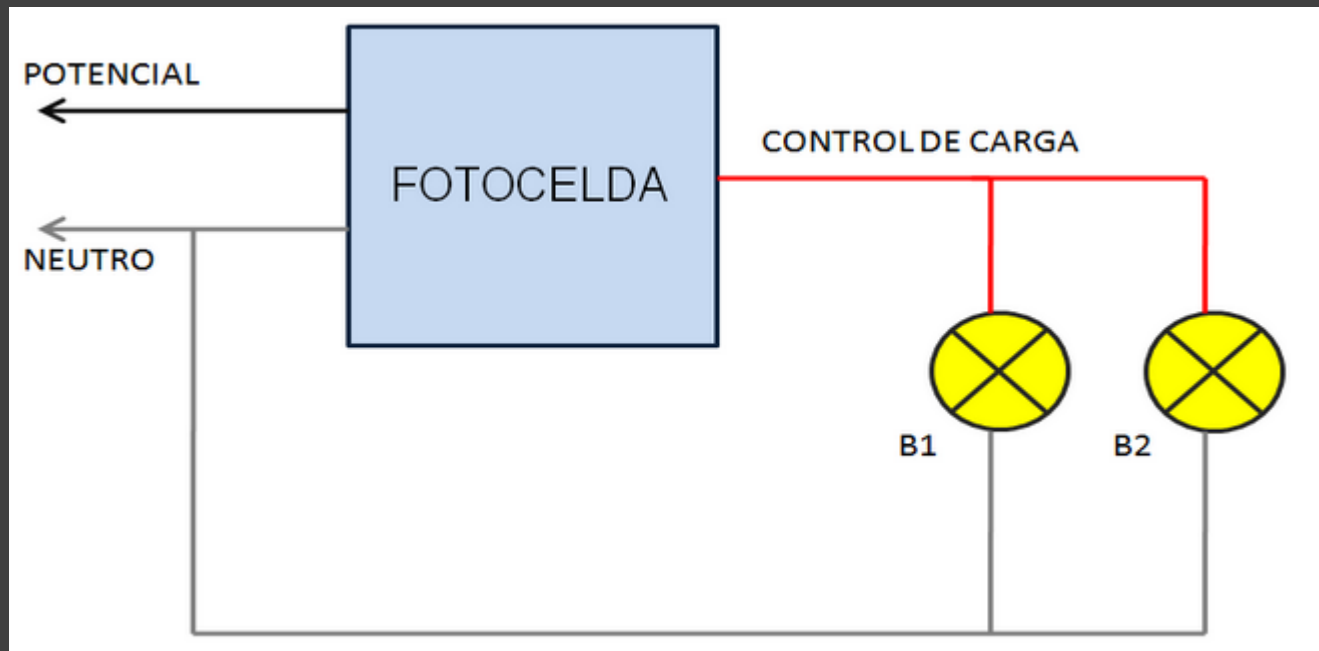 POTENCIAL
CONTROL DE CARGA
FOTOCELDA
NEUTRO
B1
B2